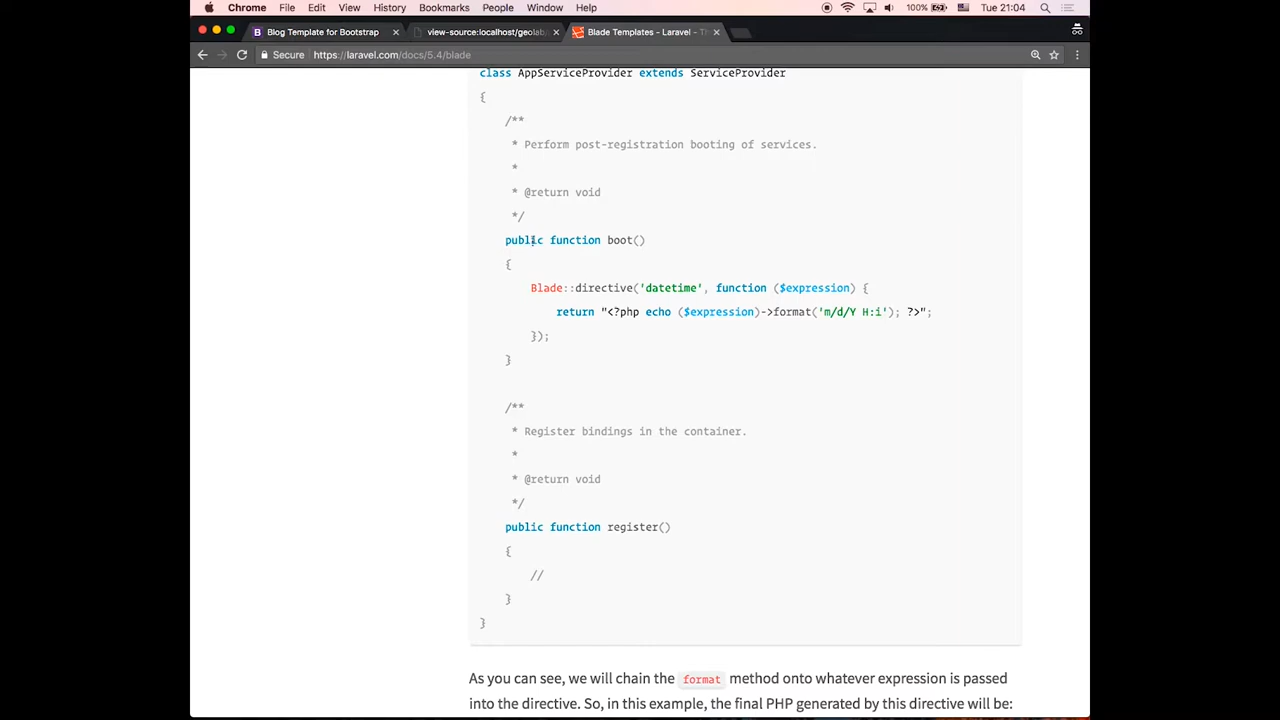 Chrome File Edit View History Bookmarks People Window Help 100% Tue 21:04
Blog Template for Bootstrap
view-source:localhost/geolab
Blade Templates - Laravel - Th
Secure https://laravel.com/docs/5.4/blade
class AppServiceProvider extends ServiceProvider
{
/**
* Perform post-registration booting of services.
*
* @return void
*/
public function boot()
{
Blade::directive('datetime', function ($expression) {
return "<?php echo ($expression)->format('m/d/Y H:i'); ?>";
});
}
/**
* Register bindings in the container.
*
* @return void
*/
public function register()
{
//
}
}
As you can see, we will chain the format method onto whatever expression is passed
into the directive. So, in this example, the final PHP generated by this directive will be: